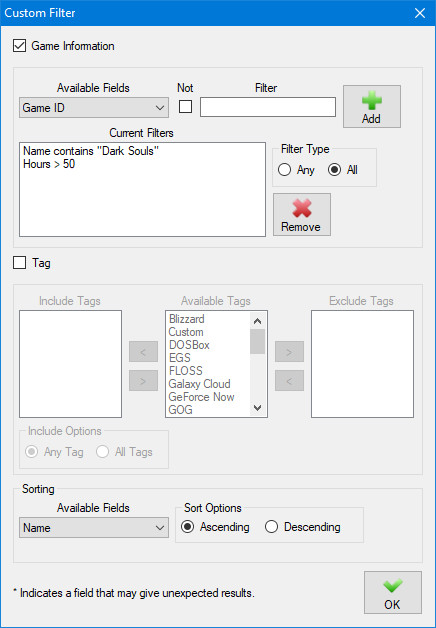 Custom Filter
Game Information
Available Fields Not Filter
Game ID
Add
Current Filters
Name contains "Dark Souls"
Hours > 50
Filter Type
Any All
Remove
Tag
Include Tags Available Tags Exclude Tags
Blizzard
Custom
DOSBox
EGS
FLOSS
Galaxy Cloud
GeForce Now
GOG
< >
> <
Include Options
Any Tag All Tags
Sorting
Available Fields
Name
Sort Options
Ascending Descending
* Indicates a field that may give unexpected results.
OK